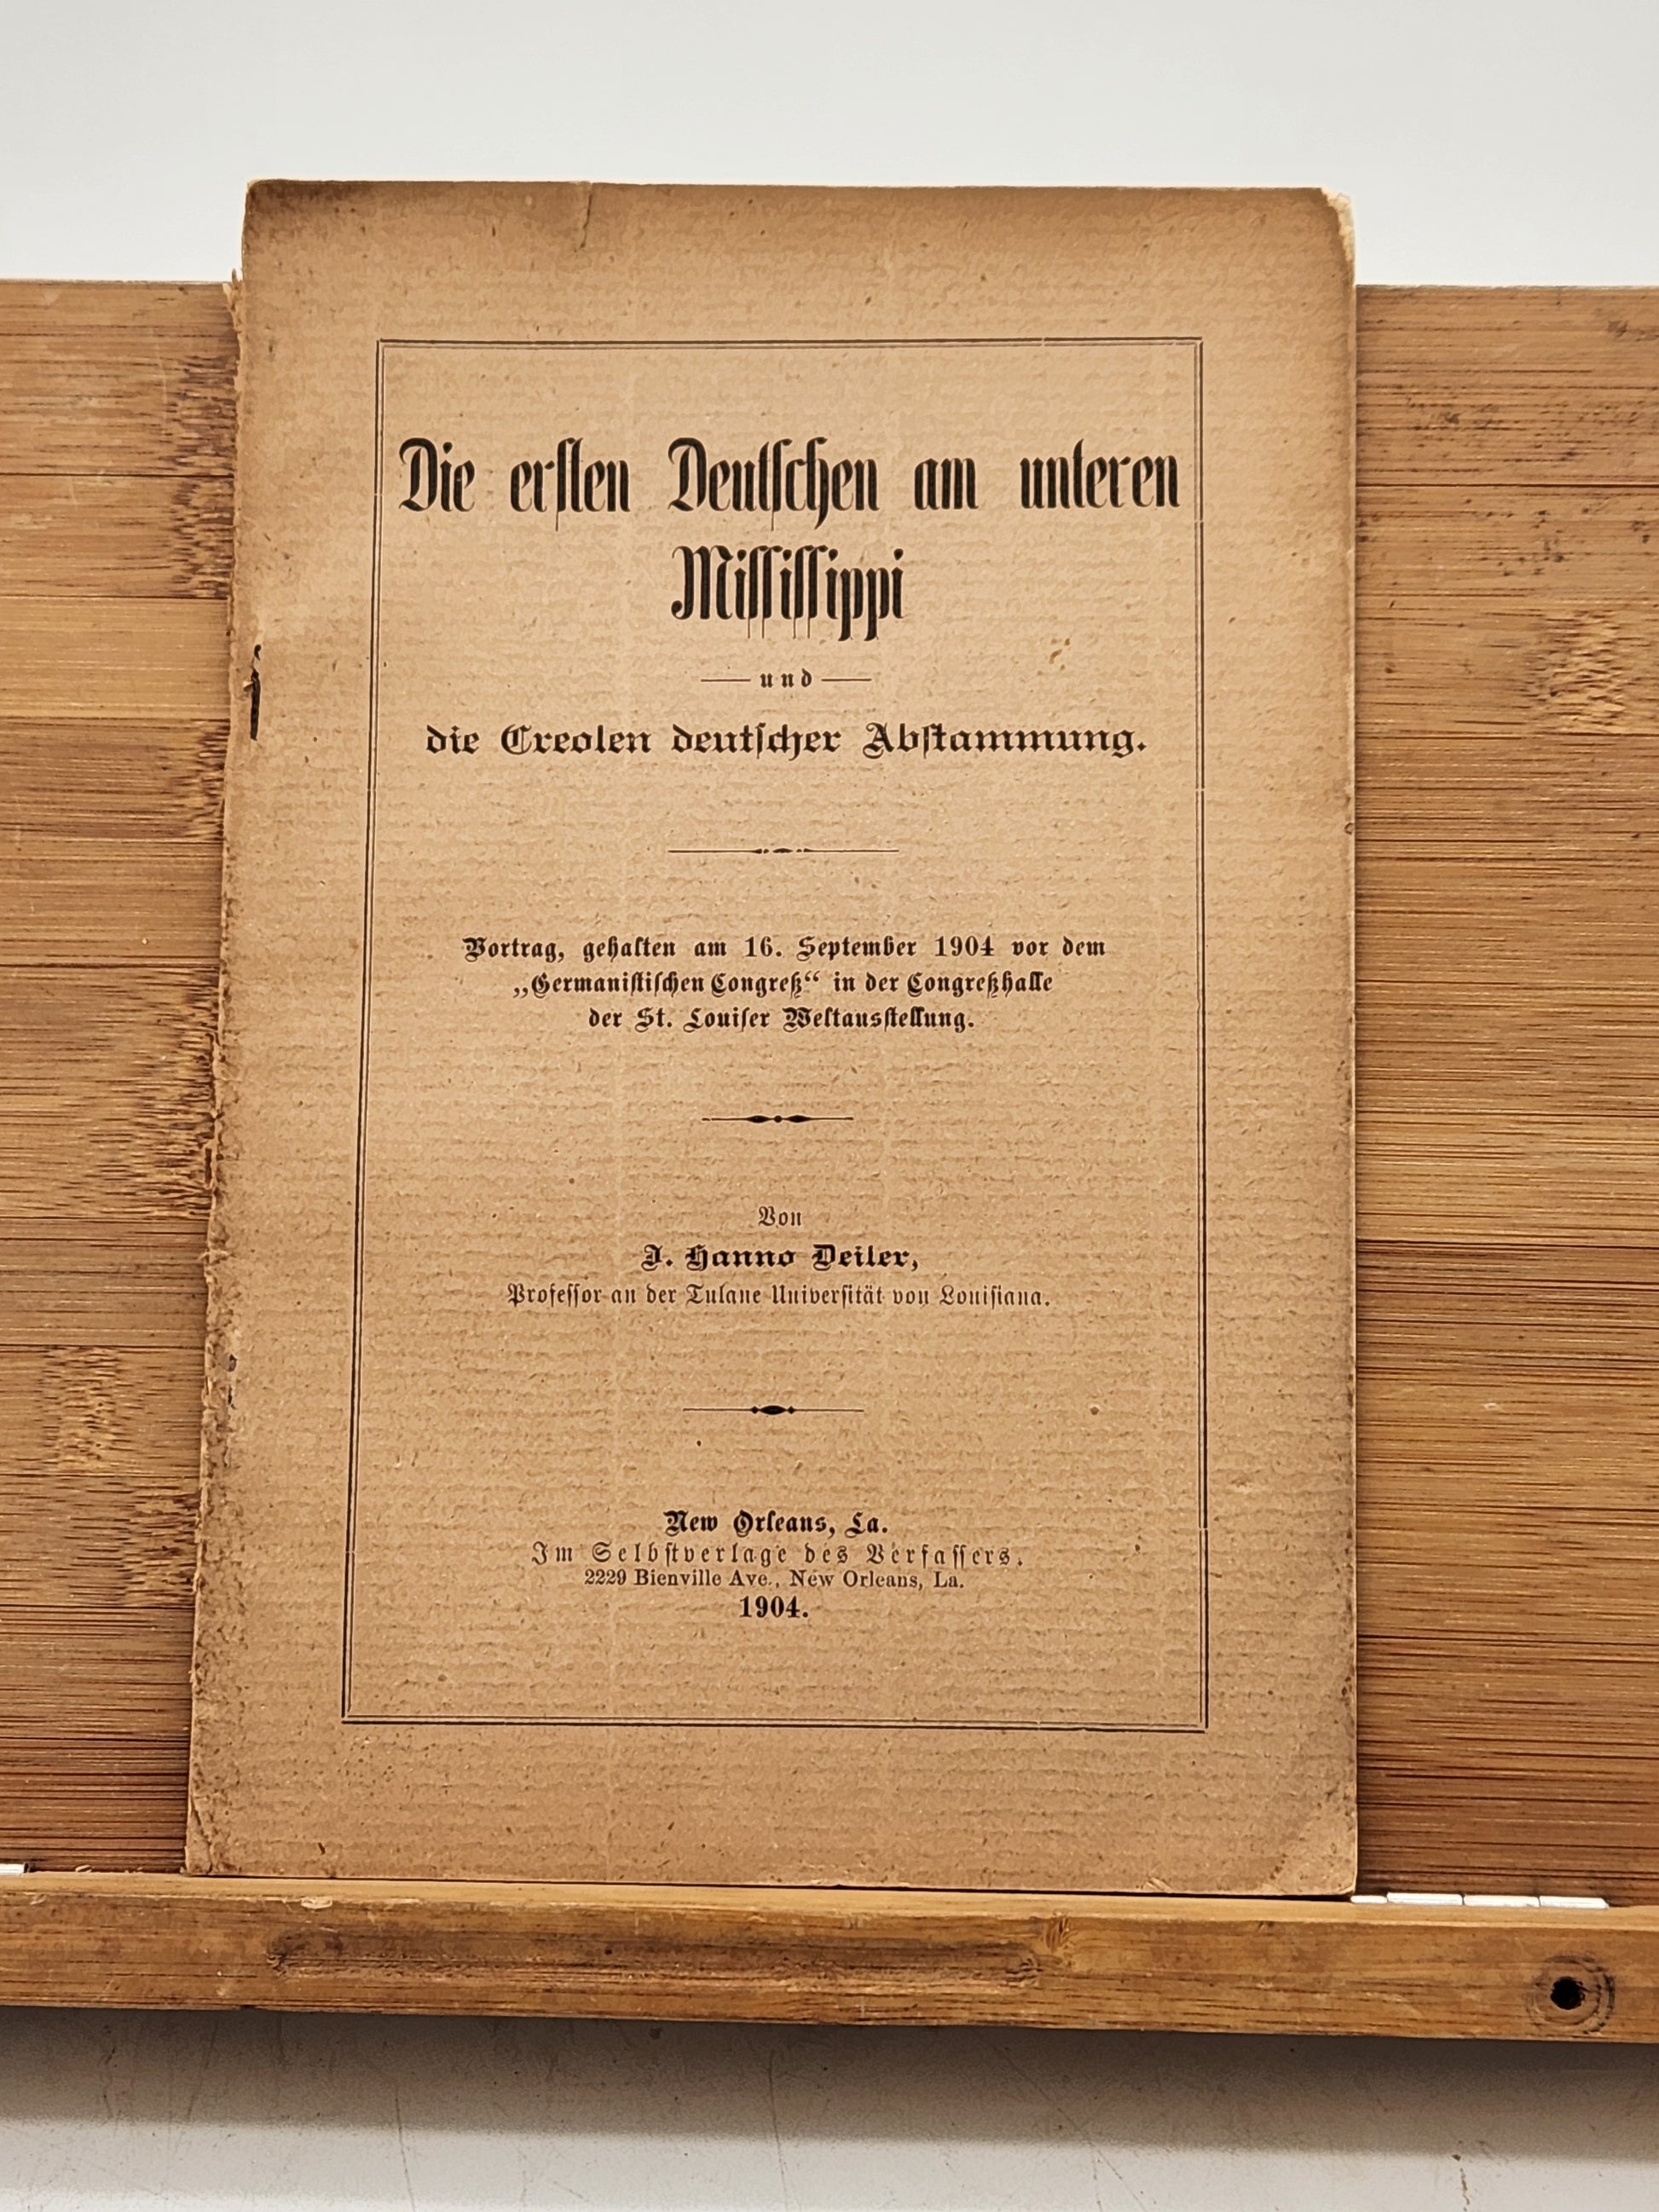 Die erſten Deutſchen am unteren
Miſſiſſippi
— und —
die Creolen deutſcher Abſtammung.
Vortrag, gehalten am 16. September 1904 vor dem
„Germaniſtiſchen Congreß“ in der Congreßhalle
der St. Louiſer Weltausſtellung.
Von
J. Hanno Deiler,
Profeſſor an der Tulane Univerſität von Louiſiana.
New Orleans, La.
Im Selbſtverlage des Verfaſſers.
2229 Bienville Ave., New Orleans, La.
1904.